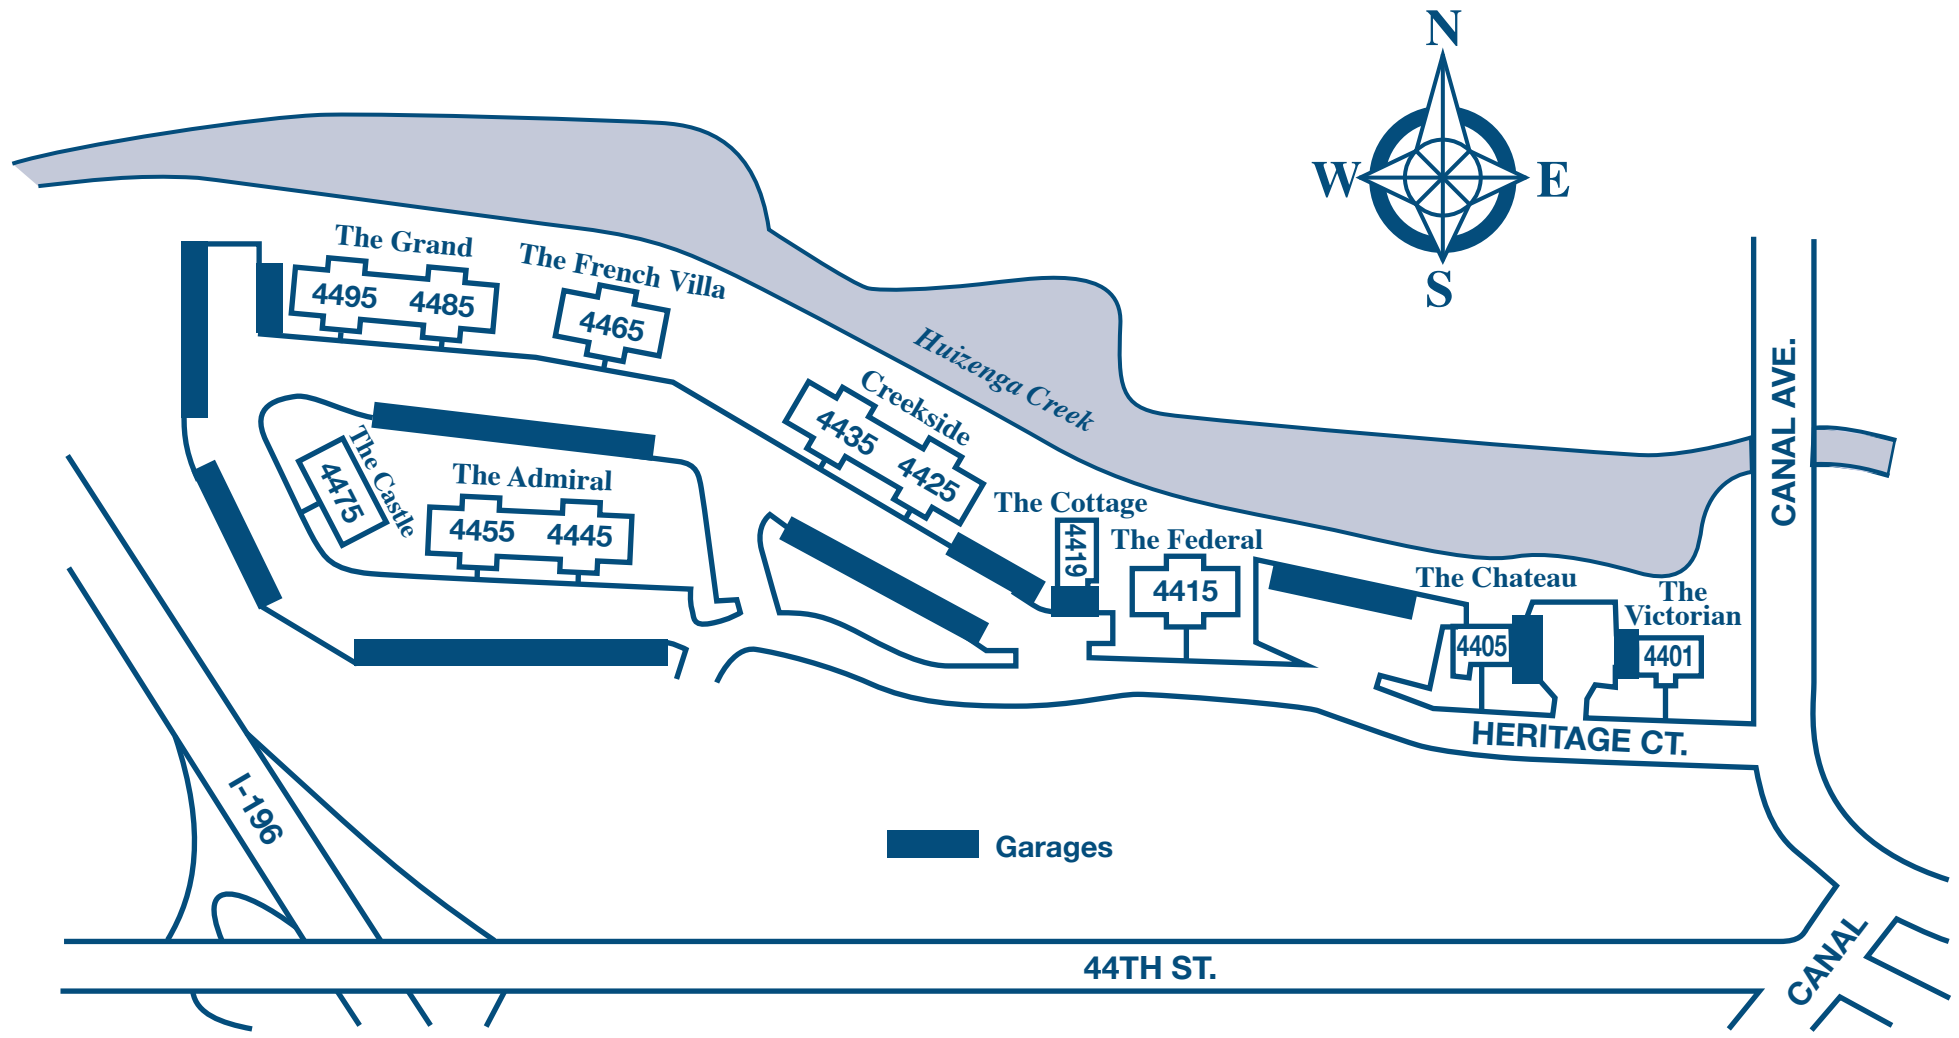 N
W
E
S
The Grand
4495
4485
The French Villa
4465
Huizenga Creek
Creekside
4435
4425
The Castle
4475
The Admiral
4455
4445
The Cottage
4419
The Federal
4415
The Chateau
4405
The
Victorian
4401
CANAL AVE.
HERITAGE CT.
I-196
Garages
44TH ST.
CANAL